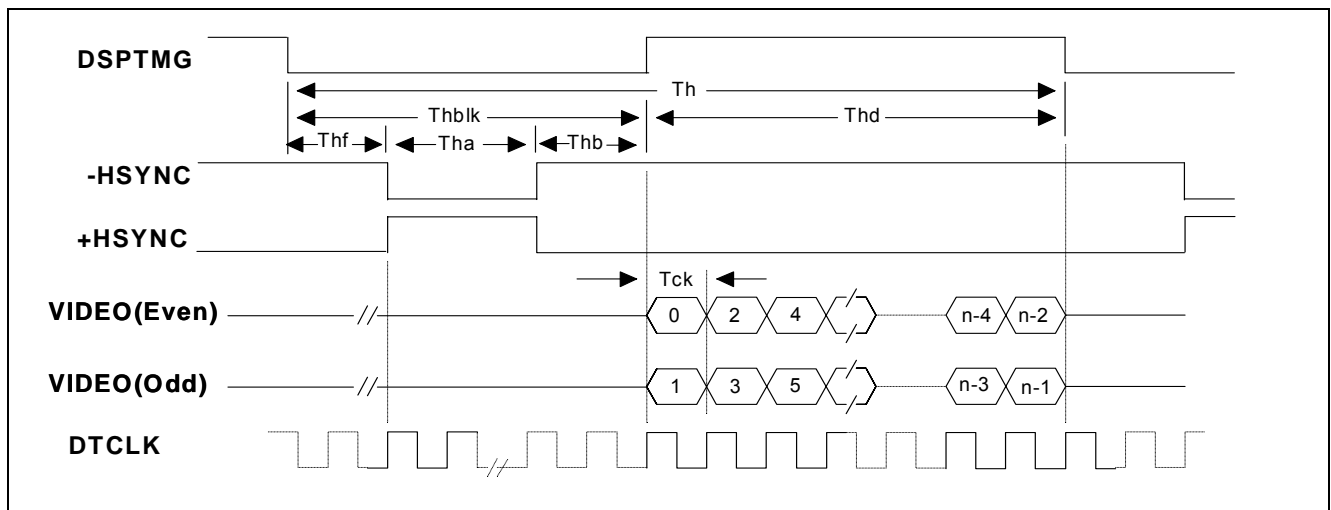 DSPTMG
Th
Thblk Thd
Thf Tha Thb
-HSYNC
+HSYNC
Tck
VIDEO(Even) // 0 2 4 // n-4 n-2
VIDEO(Odd) // 1 3 5 // n-3 n-1
DTCLK //